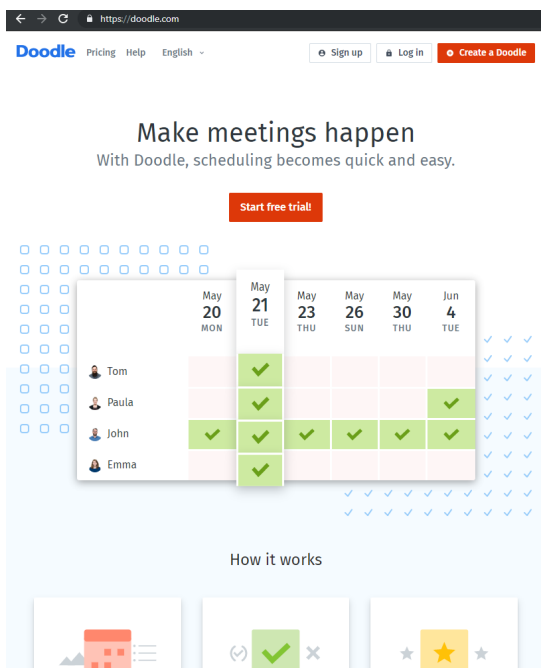 https://doodle.com
Doodle Pricing Help English Sign up Log in Create a Doodle
Make meetings happen
With Doodle, scheduling becomes quick and easy.
Start free trial!
May May May May May Jun
20 21 23 26 30 4
MON TUE THU SUN THU TUE
Tom
Paula
John
Emma
How it works